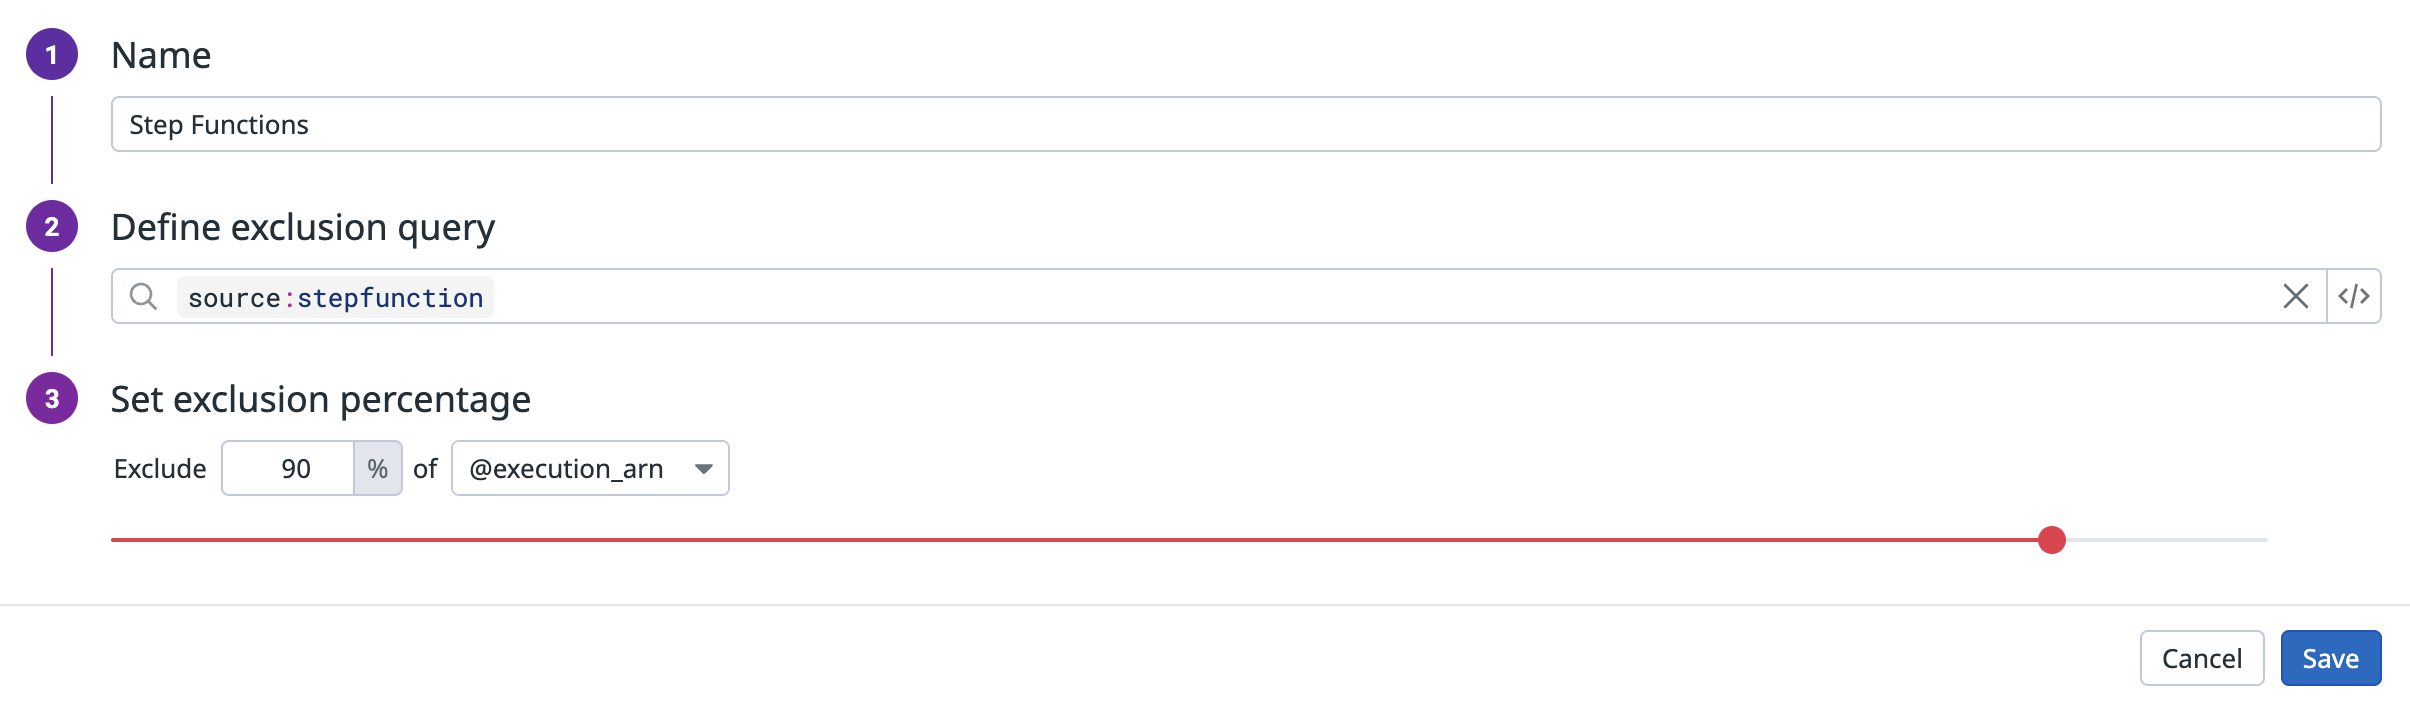 1 Name
Step Functions
2 Define exclusion query
source:stepfunction </>
3 Set exclusion percentage
Exclude 90 % of @execution_arn
Cancel Save